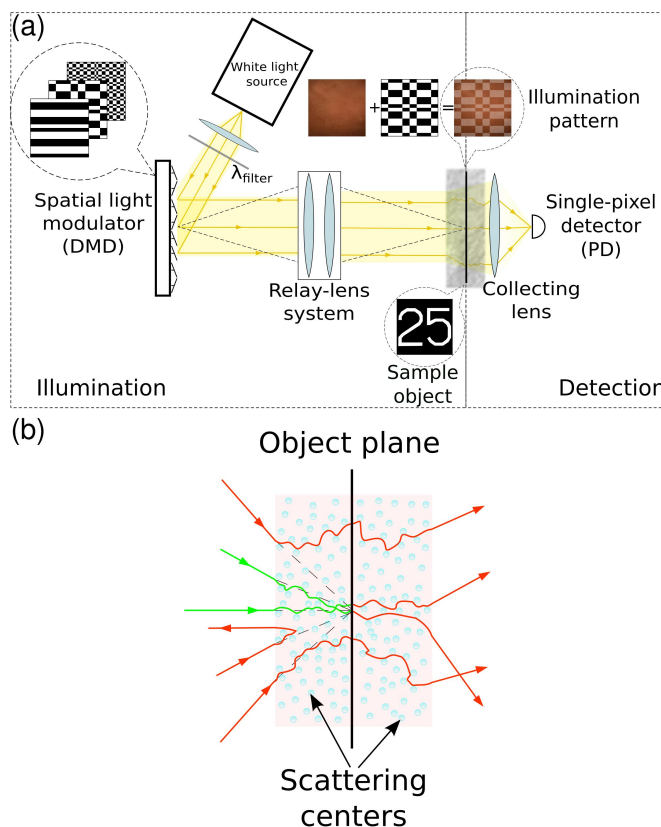 (a)
White light
source
λfilter
+
=
Illumination
pattern
Spatial light
modulator
(DMD)
Relay-lens
system
Single-pixel
detector
(PD)
Collecting
lens
25
Sample
object
Illumination
Detection
(b)
Object plane
Scattering
centers